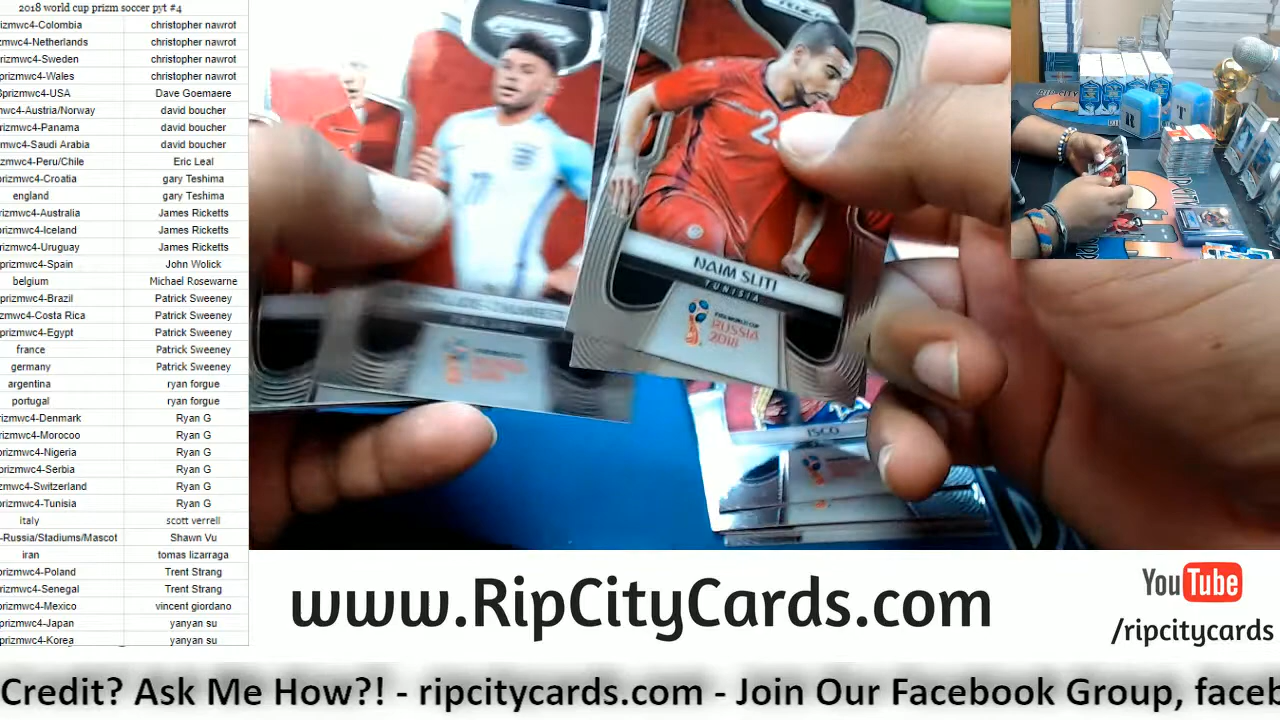 2018 world cup prizm soccer pyt #4
rizmwc4-Colombia christopher nawrot
zmwc4-Netherlands christopher nawrot
rizmwc4-Sweden christopher nawrot
prizmwc4-Wales christopher nawrot
prizmwc4-USA Dave Goemaere
mwc4-Austria/Norway david boucher
rizmwc4-Panama david boucher
mwc4-Saudi Arabia david boucher
zmwc4-Peru/Chile Eric Leal
prizmwc4-Croatia gary Teshima
england gary Teshima
rizmwc4-Australia James Ricketts
prizmwc4-Iceland James Ricketts
rizmwc4-Uruguay James Ricketts
prizmwc4-Spain John Wolick
belgium Michael Rosewarne
prizmwc4-Brazil Patrick Sweeney
zmwc4-Costa Rica Patrick Sweeney
prizmwc4-Egypt Patrick Sweeney
france Patrick Sweeney
germany Patrick Sweeney
argentina ryan forgue
portugal ryan forgue
rizmwc4-Denmark Ryan G
rizmwc4-Morocoo Ryan G
prizmwc4-Nigeria Ryan G
prizmwc4-Serbia Ryan G
zmwc4-Switzerland Ryan G
prizmwc4-Tunisia Ryan G
italy scott verrell
-Russia/Stadiums/Mascot Shawn Vu
iran tomas lizarraga
prizmwc4-Poland Trent Strang
rizmwc4-Senegal Trent Strang
prizmwc4-Mexico vincent giordano
prizmwc4-Japan yanyan su
prizmwc4-Korea yanyan su
2
NAIM SLITI
TUNISIA
FIFA WORLD CUP
RUSSIA
2018
ISCO
www.RipCityCards.com
YouTube
/ripcitycards
Credit? Ask Me How?! - ripcitycards.com - Join Our Facebook Group, faceb